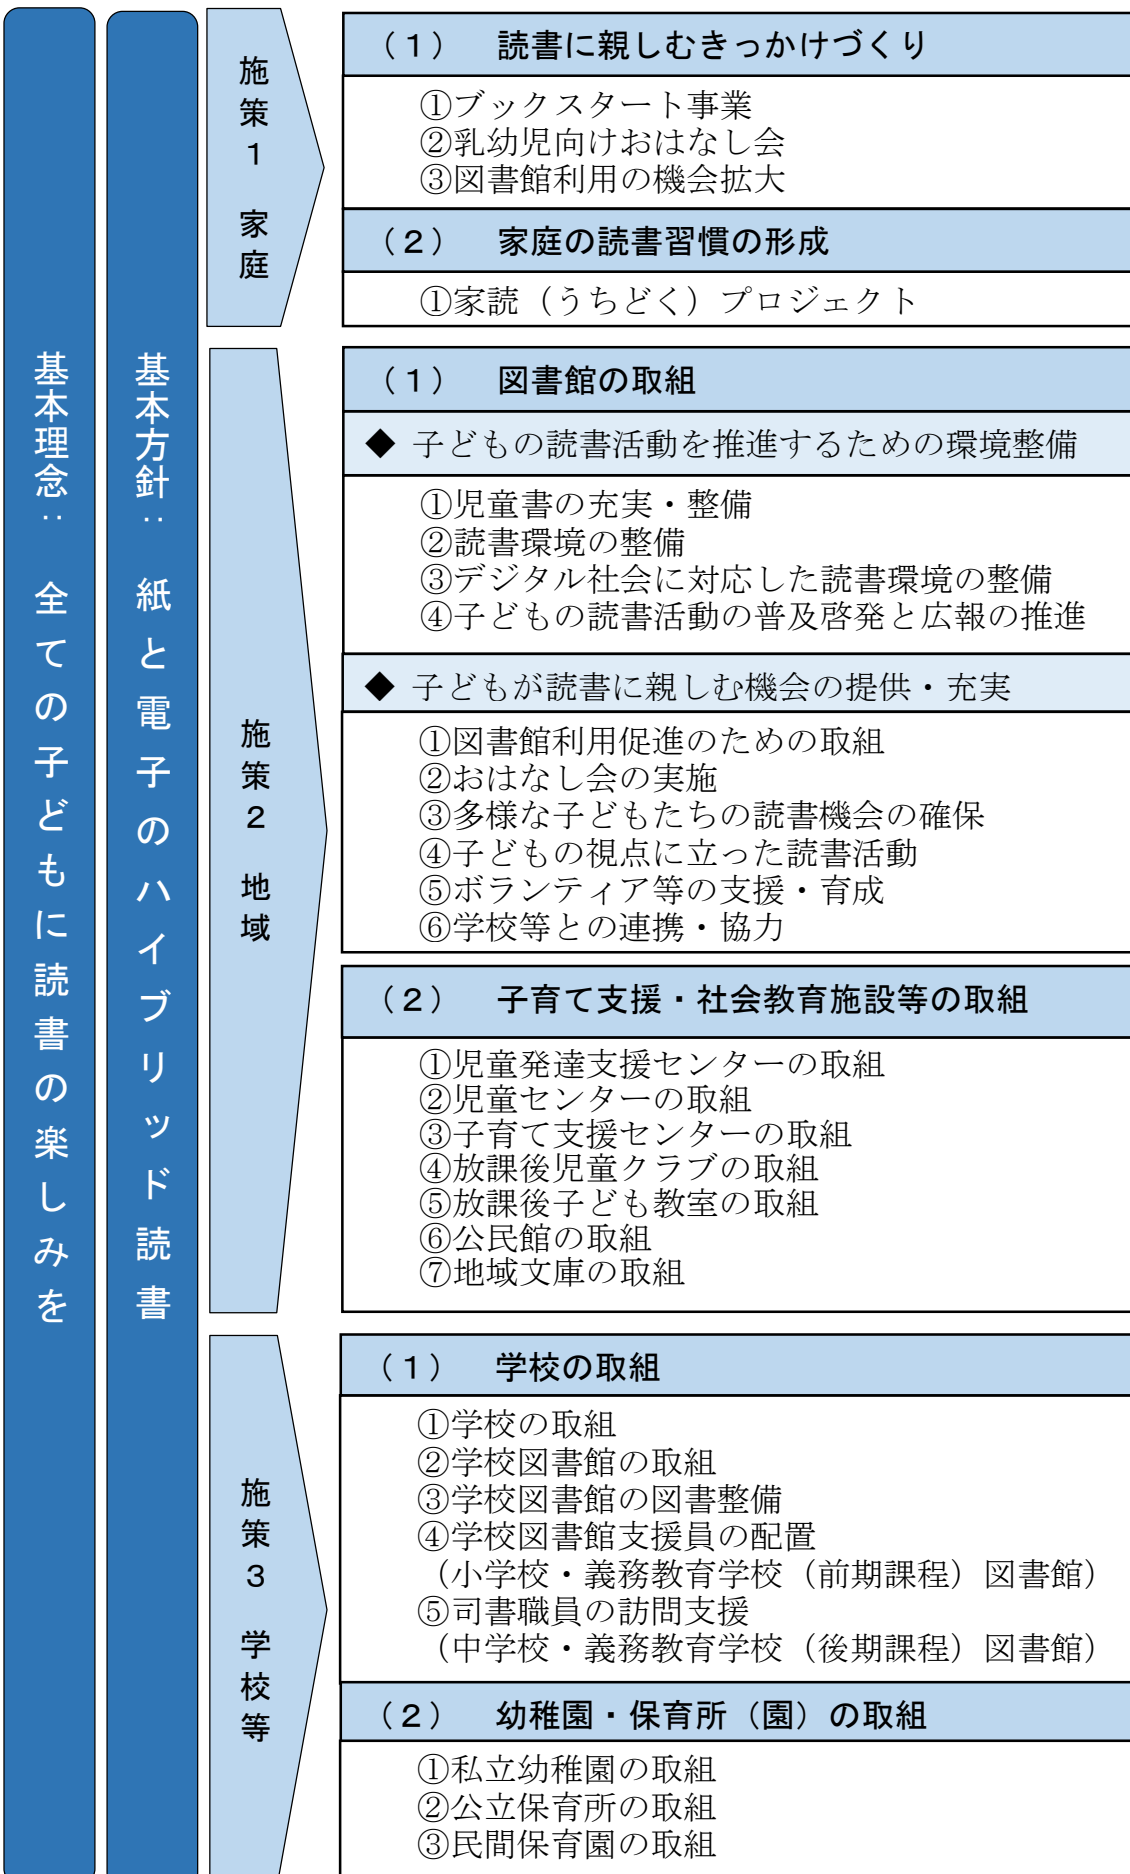 基本理念： 全ての子どもに読書の楽しみを
基本方針： 紙と電子のハイブリッド読書
施策１ 家庭
（１） 読書に親しむきっかけづくり
①ブックスタート事業
②乳幼児向けおはなし会
③図書館利用の機会拡大
（２） 家庭の読書習慣の形成
①家読（うちどく）プロジェクト
施策２ 地域
（１） 図書館の取組
◆ 子どもの読書活動を推進するための環境整備
①児童書の充実・整備
②読書環境の整備
③デジタル社会に対応した読書環境の整備
④子どもの読書活動の普及啓発と広報の推進
◆ 子どもが読書に親しむ機会の提供・充実
①図書館利用促進のための取組
②おはなし会の実施
③多様な子どもたちの読書機会の確保
④子どもの視点に立った読書活動
⑤ボランティア等の支援・育成
⑥学校等との連携・協力
（２） 子育て支援・社会教育施設等の取組
①児童発達支援センターの取組
②児童センターの取組
③子育て支援センターの取組
④放課後児童クラブの取組
⑤放課後子ども教室の取組
⑥公民館の取組
⑦地域文庫の取組
施策３ 学校等
（１） 学校の取組
①学校の取組
②学校図書館の取組
③学校図書館の図書整備
④学校図書館支援員の配置
（小学校・義務教育学校（前期課程）図書館）
⑤司書職員の訪問支援
（中学校・義務教育学校（後期課程）図書館）
（２） 幼稚園・保育所（園）の取組
①私立幼稚園の取組
②公立保育所の取組
③民間保育園の取組